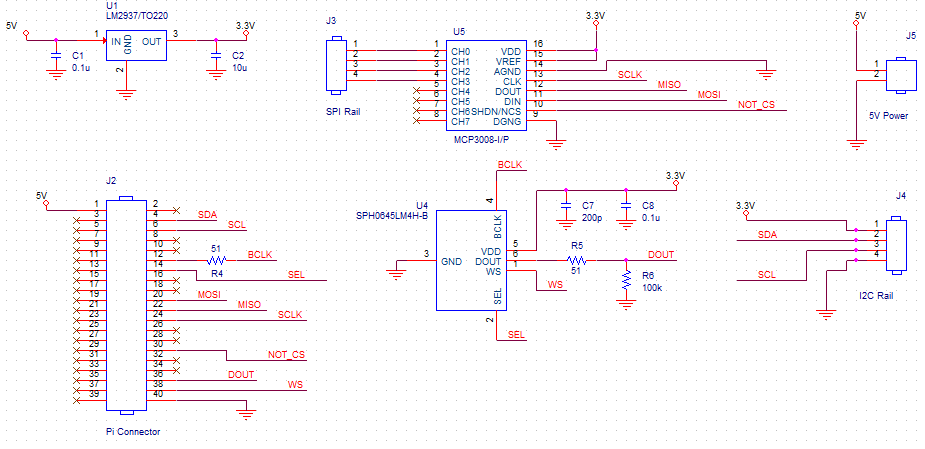 U1
LM2937/TO220
5V
1
IN
OUT
3
3.3V
GND
2
C1
0.1u
C2
10u
J3
1
2
3
4
SPI Rail
U5
1
CH0
2
CH1
3
CH2
4
CH3
5
CH4
6
CH5
7
CH6
8
CH7
VDD
16
VREF
15
AGND
14
CLK
13
DOUT
12
DIN
11
SHDN/NCS
10
DGNG
9
MCP3008-I/P
3.3V
SCLK
MISO
MOSI
NOT_CS
5V
J5
1
2
5V Power
J2
5V
1
2
3
4
5
6
7
8
9
10
11
12
13
14
15
16
17
18
19
20
21
22
23
24
25
26
27
28
29
30
31
32
33
34
35
36
37
38
39
40
SDA
SCL
51
R4
BCLK
SEL
MOSI
MISO
SCLK
NOT_CS
DOUT
WS
Pi Connector
BCLK
4
U4
SPH0645LM4H-B
BCLK
3
GND
VDD
5
DOUT
6
WS
1
SEL
2
SEL
WS
3.3V
C7
200p
C8
0.1u
R5
51
DOUT
R6
100k
3.3V
J4
SDA
SCL
1
2
3
4
I2C Rail